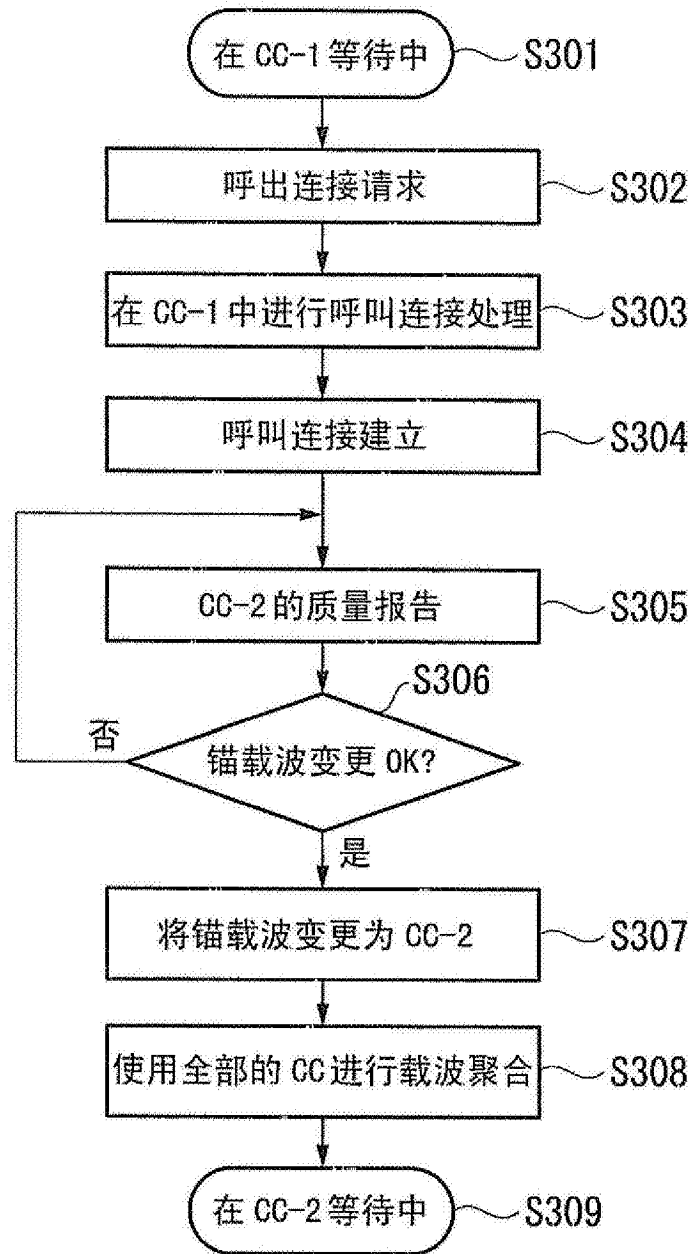 在 CC-1 等待中 S301
呼出连接请求 S302
在 CC-1 中进行呼叫连接处理 S303
呼叫连接建立 S304
CC-2 的质量报告 S305
S306
否
锚载波变更 OK?
是
将锚载波变更为 CC-2 S307
使用全部的 CC 进行载波聚合 S308
在 CC-2 等待中 S309